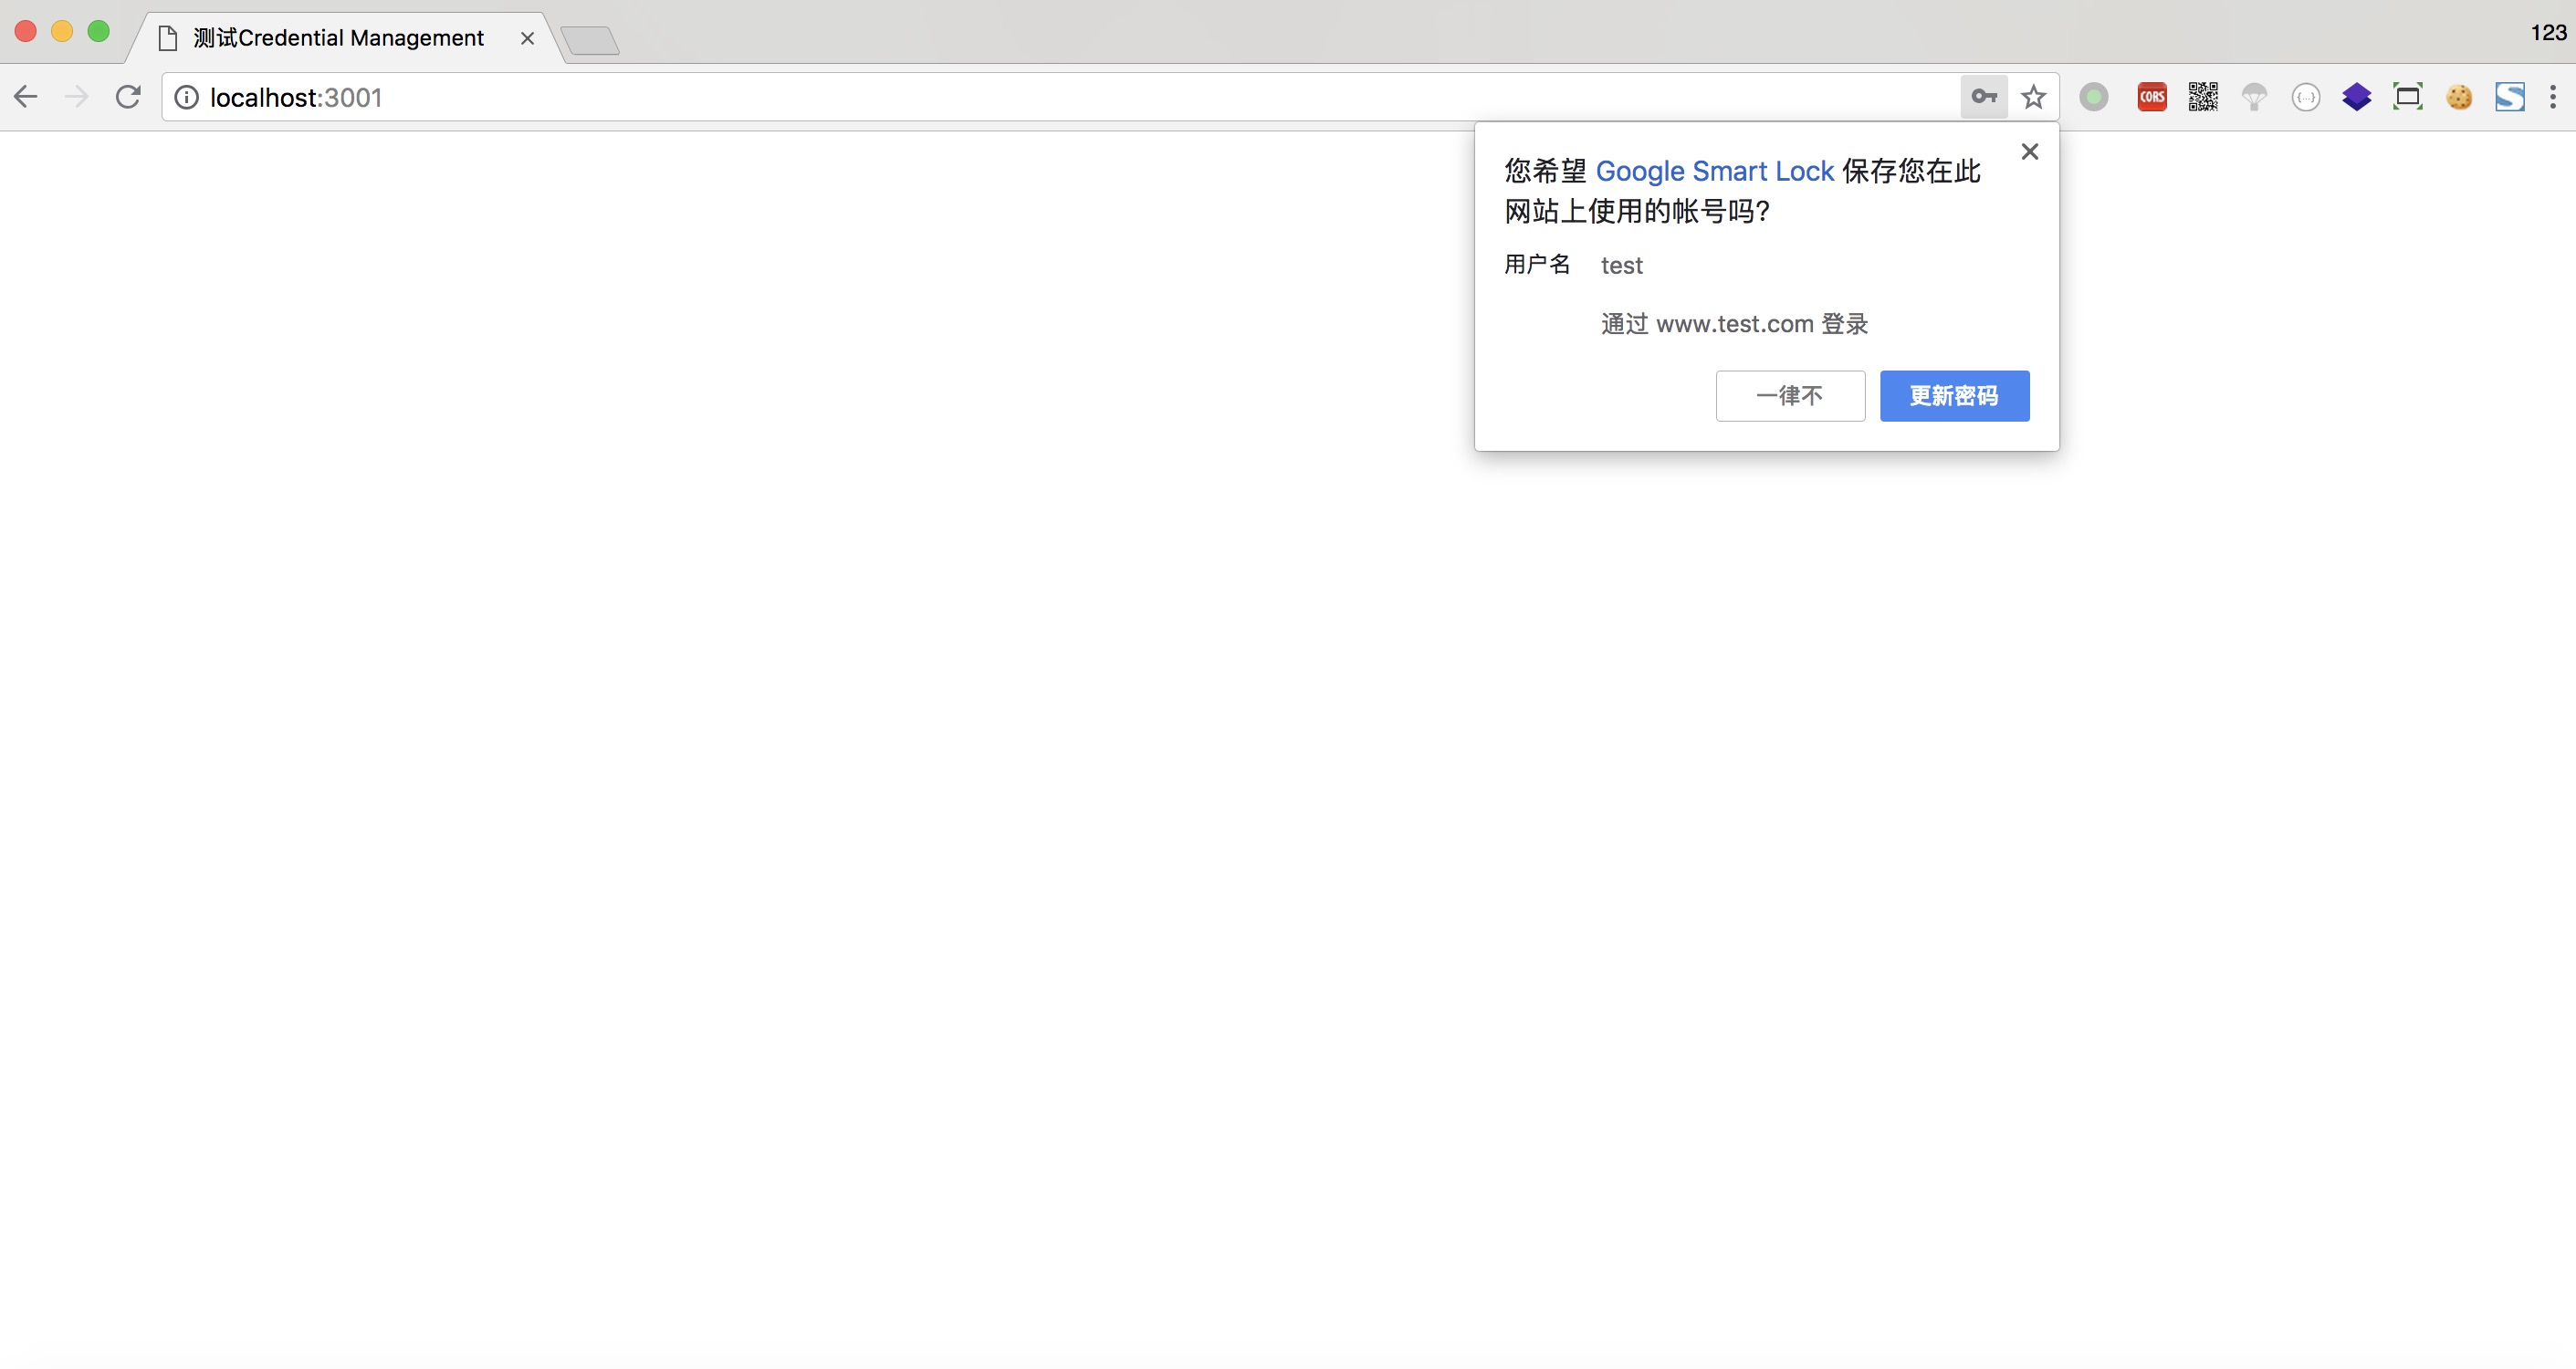 测试Credential Management
123
localhost:3001
CORS
{...}
您希望 Google Smart Lock 保存您在此
网站上使用的帐号吗?
用户名 test
通过 www.test.com 登录
一律不 更新密码